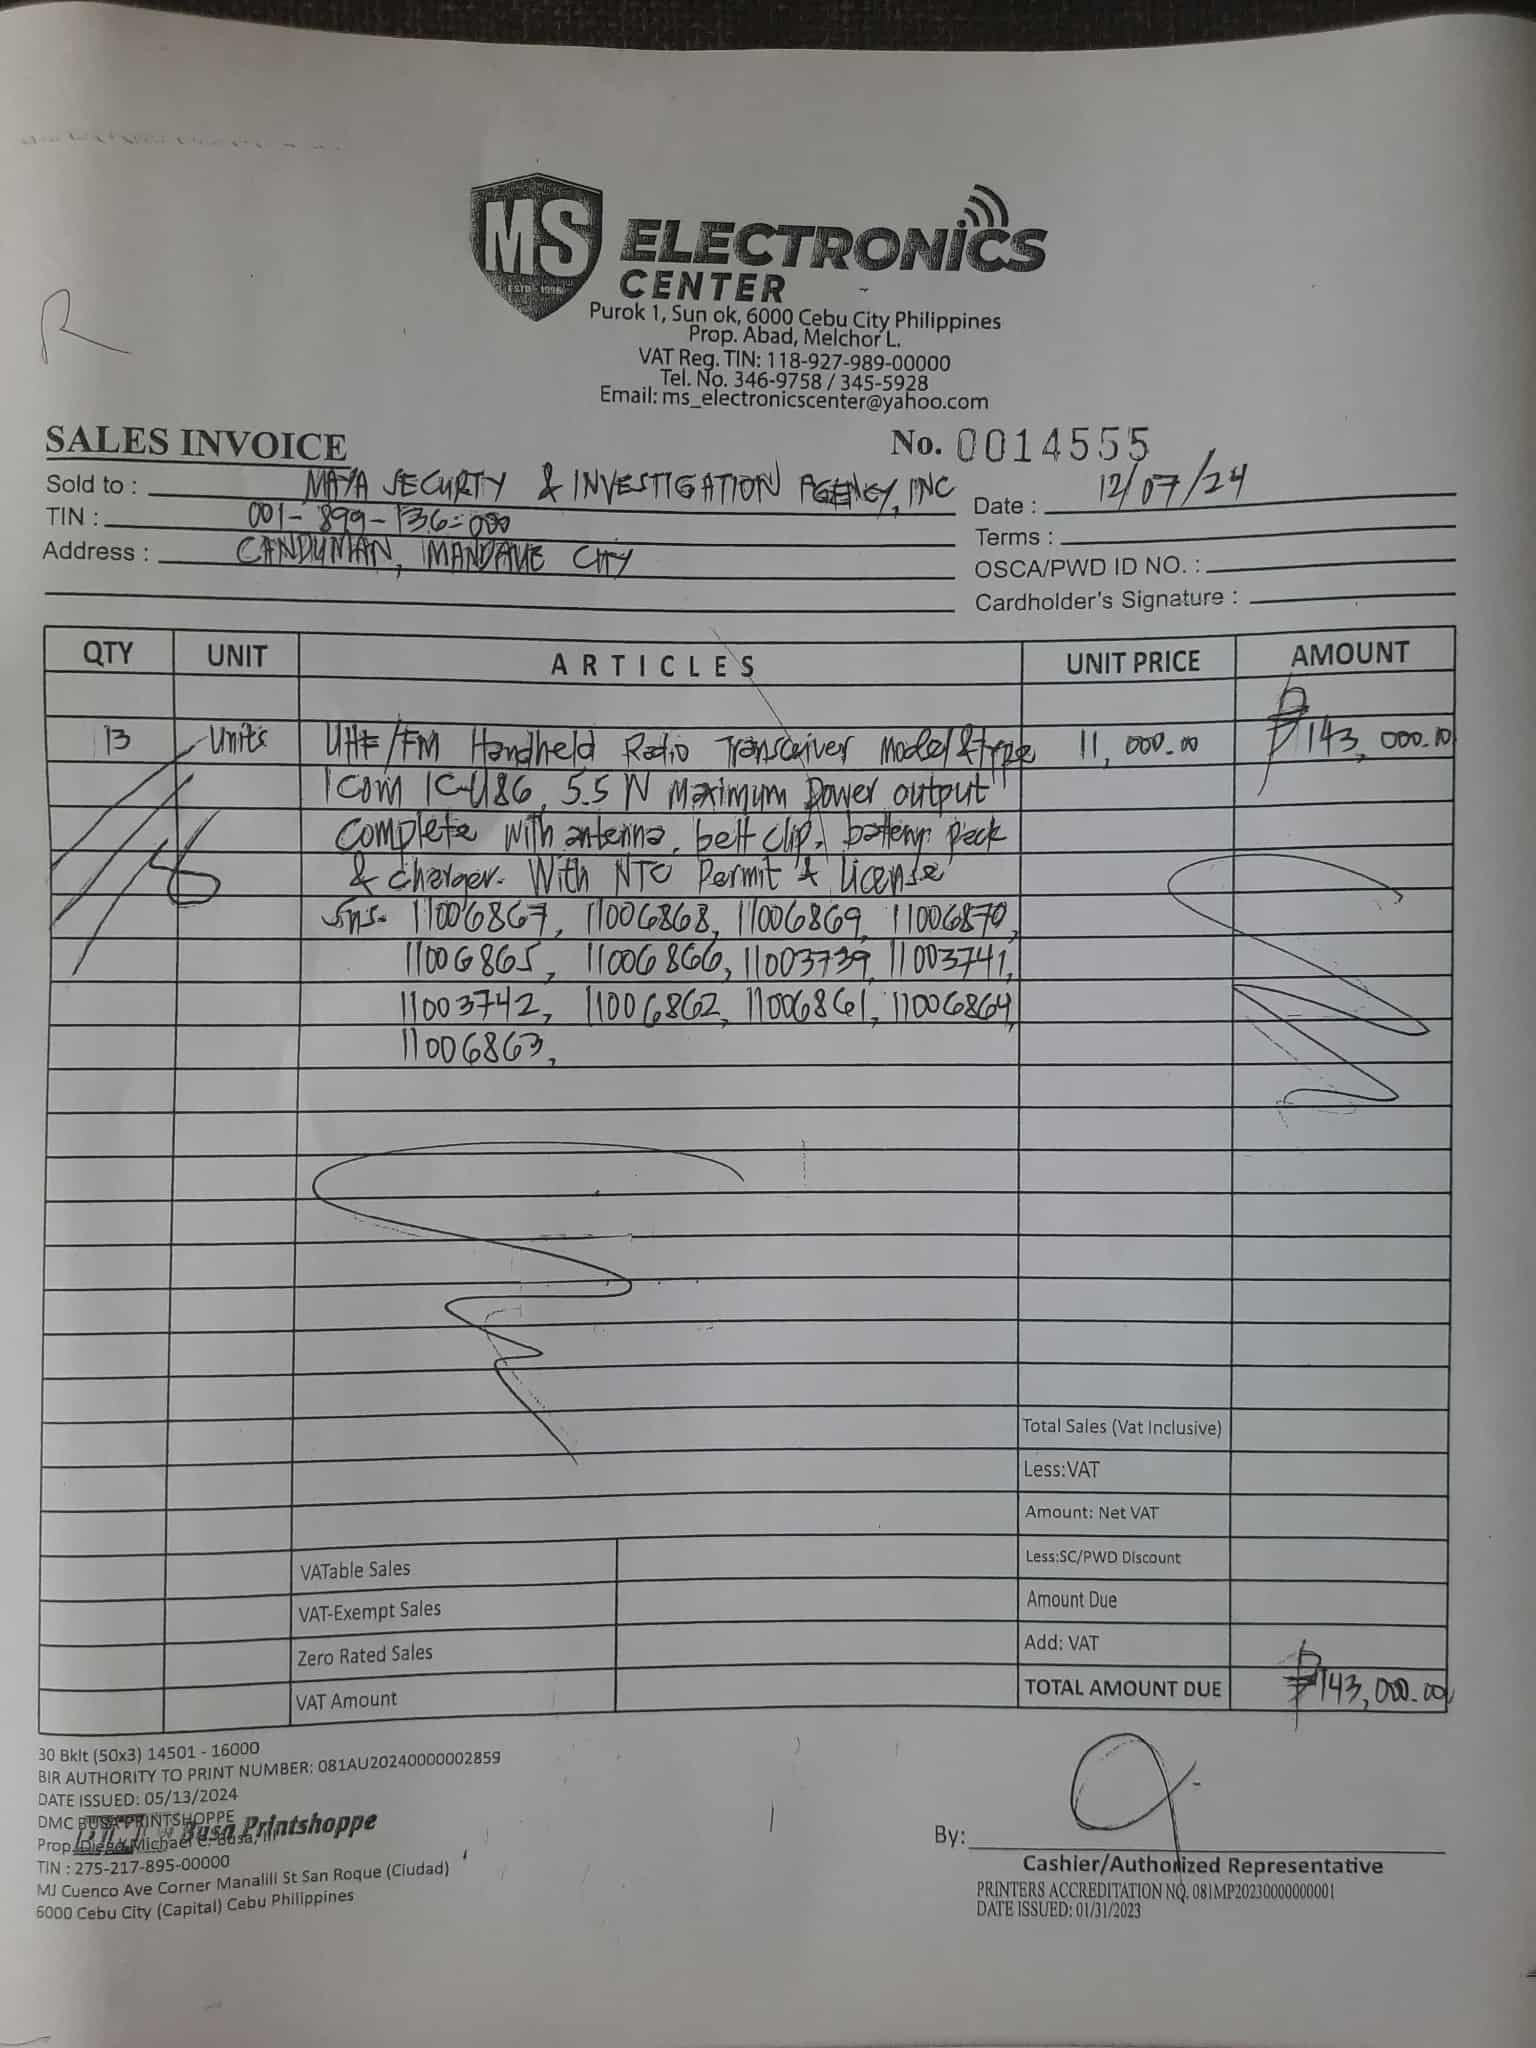 MS
ESTD 1996
ELECTRONICS
CENTER
Purok 1, Sun ok, 6000 Cebu City Philippines
Prop. Abad, Melchor L.
VAT Reg. TIN: 118-927-989-00000
Tel. No. 346-9758 / 345-5928
Email: ms_electronicscenter@yahoo.com
R
SALES INVOICE No. 0014555
Sold to : MAYA SECURTY & INVESTIGATION AGENCY, INC Date : 12/07/24
TIN : 001-899-136-000 Terms :
Address : CANDUMAN, MANDAUE CITY OSCA/PWD ID NO. :
Cardholder's Signature :
QTY UNIT ARTICLES UNIT PRICE AMOUNT
13 Units UHF/FM Handheld Radio Transceiver Model & type 11,000.00 ₱143,000.00
ICom IC-U86, 5.5 W Maximum Power output
Complete with antenna, belt clip, battery pack
& charger. With NTC Permit & License
Sns. 11006867, 11006868, 11006869, 11006870,
11006865, 11006866, 11003739, 11003741,
11003742, 11006862, 11006861, 11006864,
11006863,
Total Sales (Vat Inclusive)
Less:VAT
Amount: Net VAT
VATable Sales Less:SC/PWD Discount
VAT-Exempt Sales Amount Due
Zero Rated Sales Add: VAT
VAT Amount TOTAL AMOUNT DUE ₱143,000.00
30 Bklt (50x3) 14501 - 16000
BIR AUTHORITY TO PRINT NUMBER: 081AU20240000002859
DATE ISSUED: 05/13/2024
DMC BUSA PRINTSHOPPE
Busa Printshoppe
Prop. Diego Michael C. Busa, III
TIN : 275-217-895-00000
MJ Cuenco Ave Corner Manalili St San Roque (Ciudad)
6000 Cebu City (Capital) Cebu Philippines
By:
Cashier/Authorized Representative
PRINTERS ACCREDITATION NO. 081MP20230000000001
DATE ISSUED: 01/31/2023